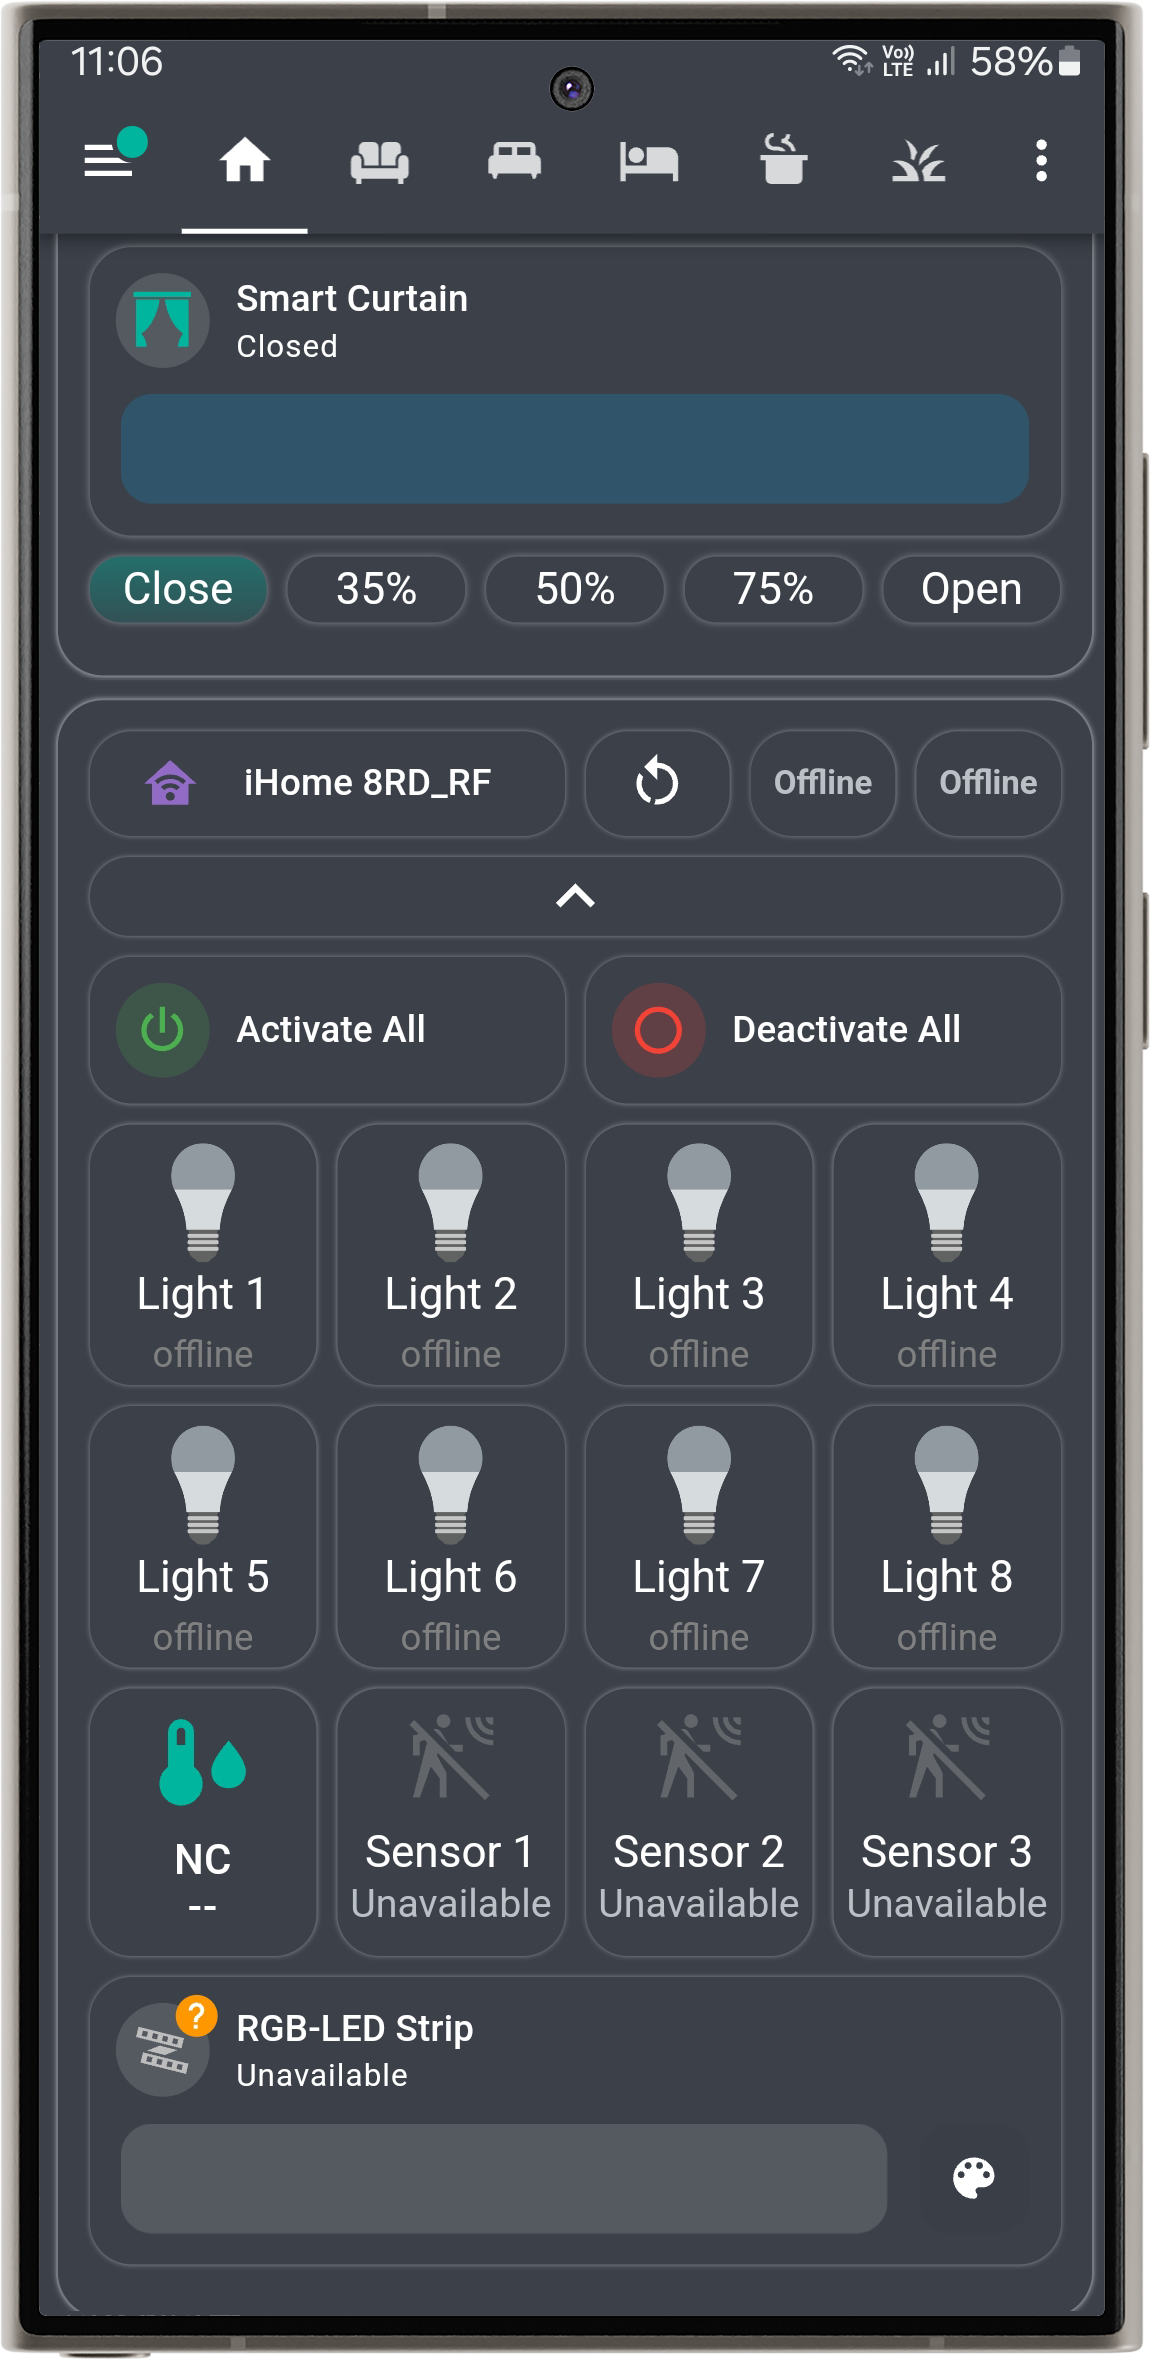 11:06
Vo)) LTE 58%
Smart Curtain
Closed
Close 35% 50% 75% Open
iHome 8RD_RF Offline Offline
Activate All Deactivate All
Light 1 Light 2 Light 3 Light 4
offline offline offline offline
Light 5 Light 6 Light 7 Light 8
offline offline offline offline
NC Sensor 1 Sensor 2 Sensor 3
-- Unavailable Unavailable Unavailable
?
RGB-LED Strip
Unavailable